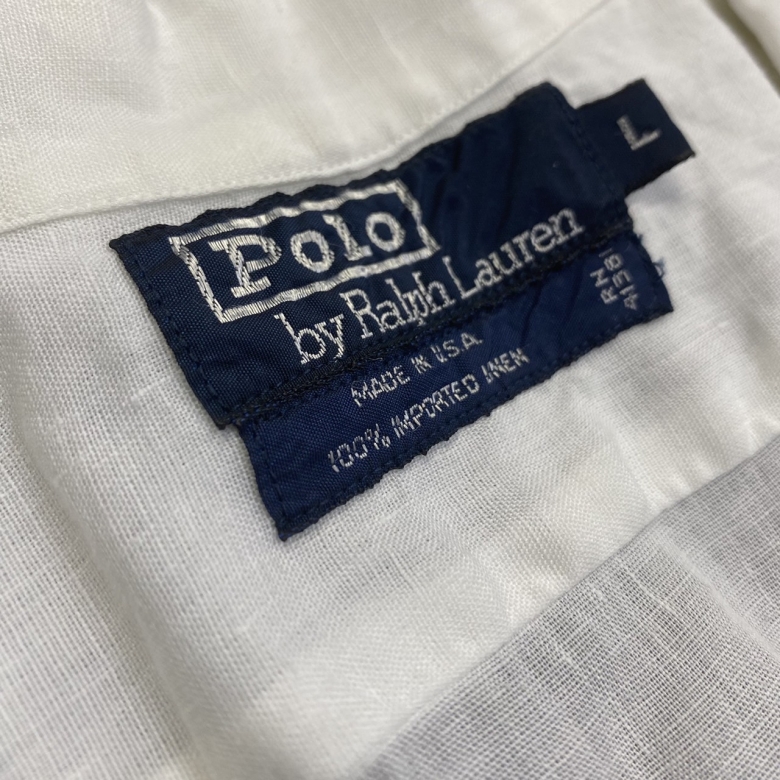 POLO
by Ralph Lauren
L
MADE IN U.S.A.
100% IMPORTED LINEN
RN
41381